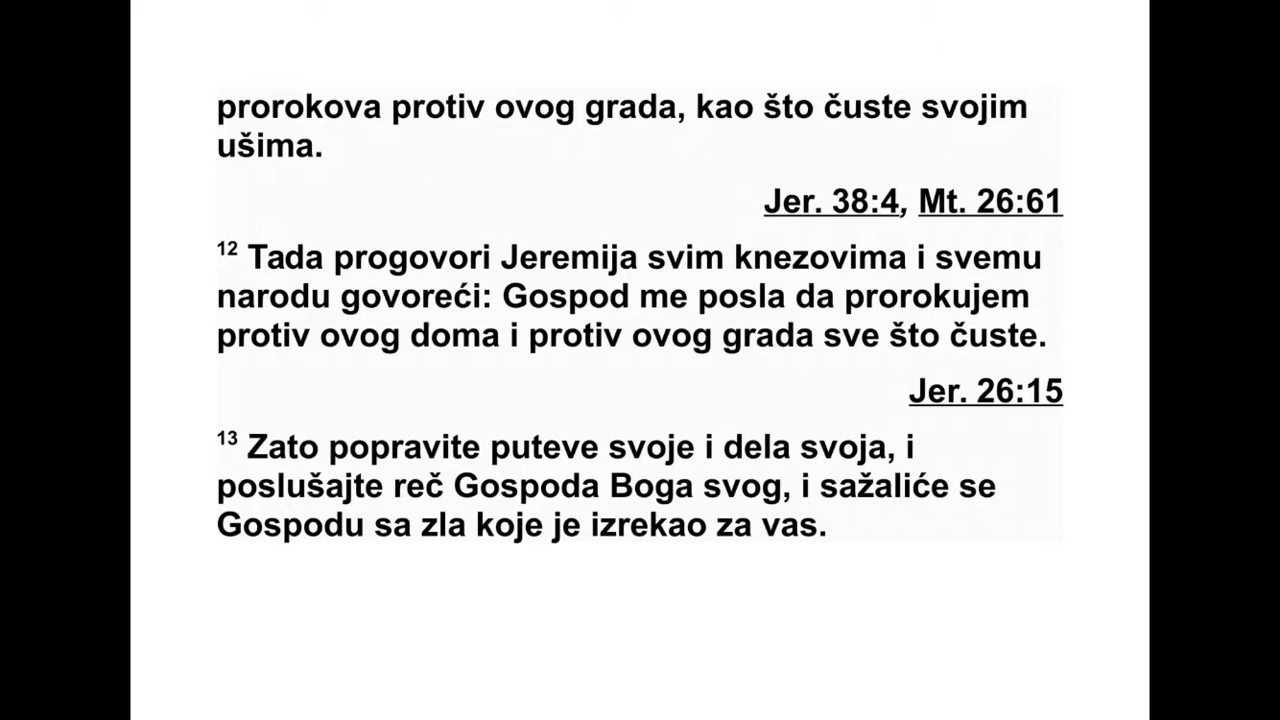 prorokova protiv ovog grada, kao što čuste svojim
ušima.
Jer. 38:4, Mt. 26:61
12 Tada progovori Jeremija svim knezovima i svemu
narodu govoreći: Gospod me posla da prorokujem
protiv ovog doma i protiv ovog grada sve što čuste.
Jer. 26:15
13 Zato popravite puteve svoje i dela svoja, i
poslušajte reč Gospoda Boga svog, i sažaliće se
Gospodu sa zla koje je izrekao za vas.